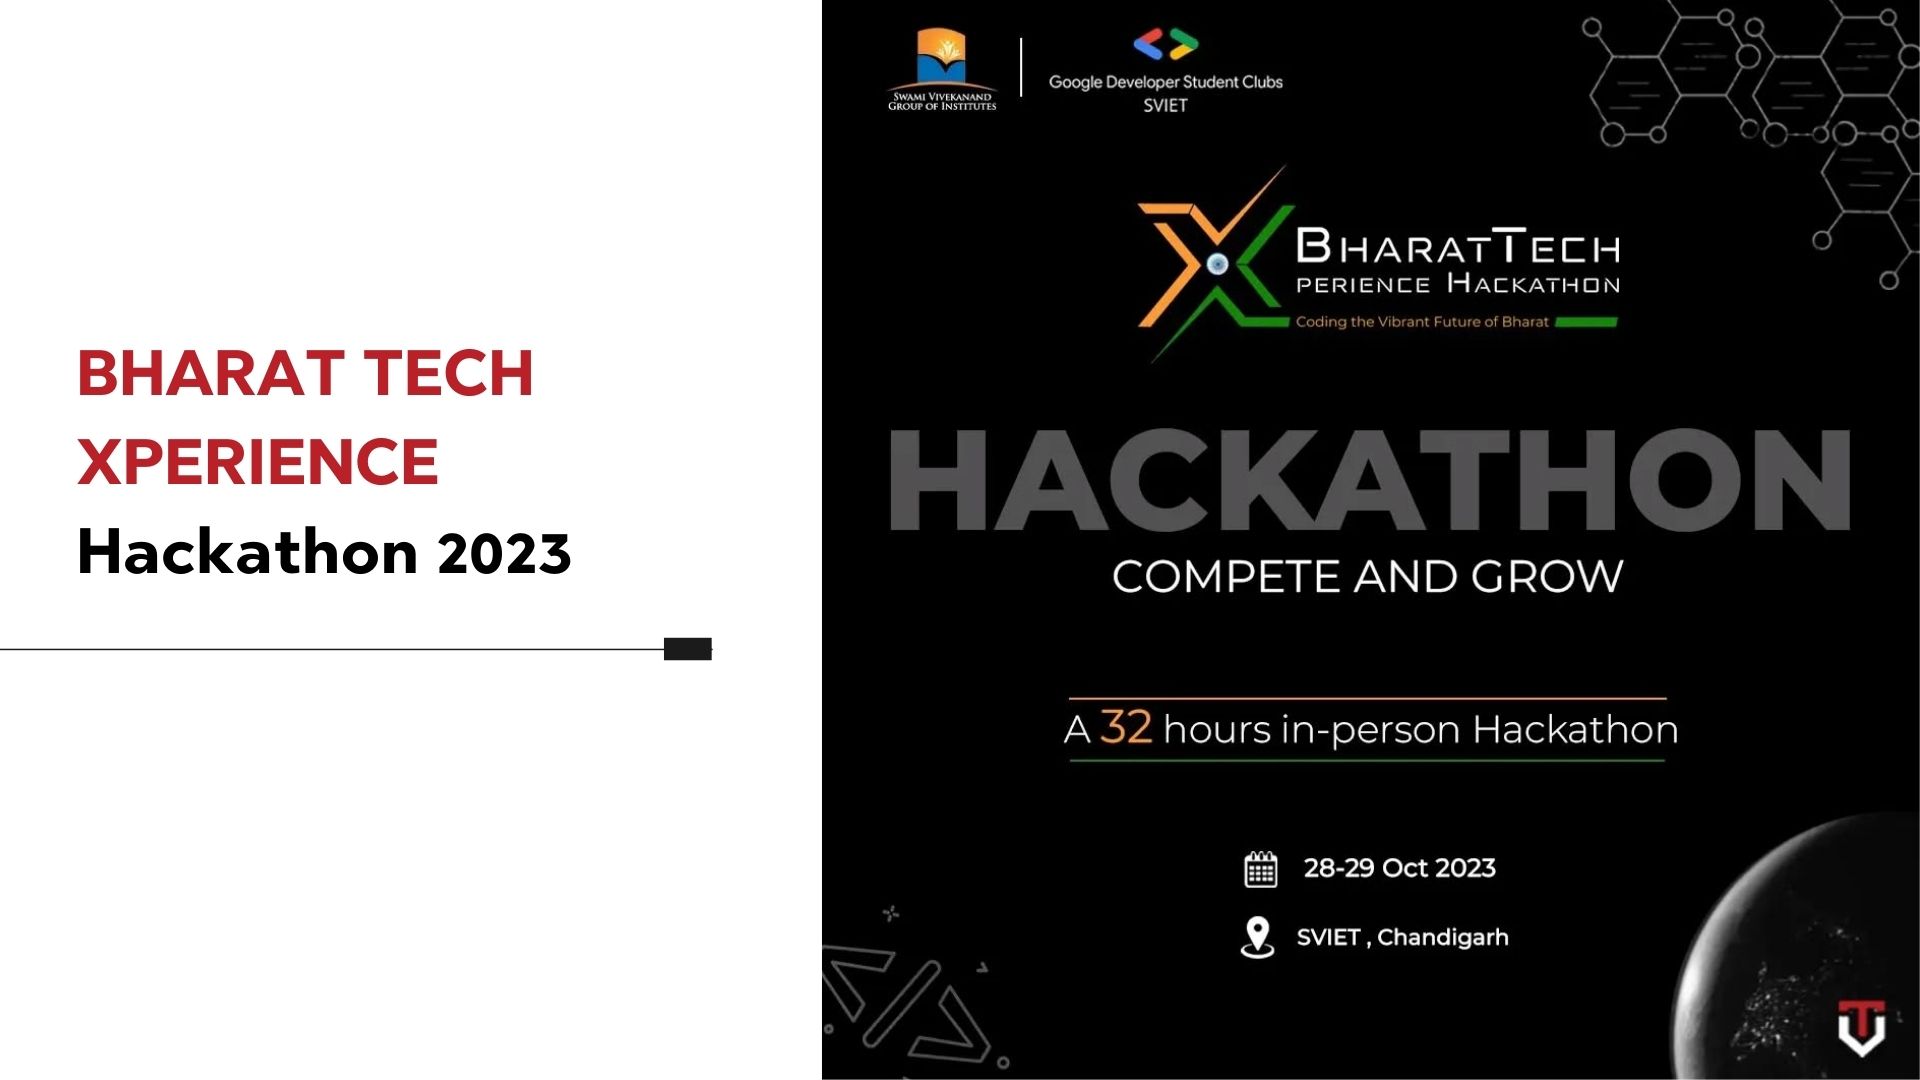 BHARAT TECH
XPERIENCE
Hackathon 2023
SWAMI VIVEKANAND
GROUP OF INSTITUTES
Google Developer Student Clubs
SVIET
BHARATTECH
XPERIENCE HACKATHON
Coding the Vibrant Future of Bharat
HACKATHON
COMPETE AND GROW
A 32 hours in-person Hackathon
28-29 Oct 2023
SVIET , Chandigarh